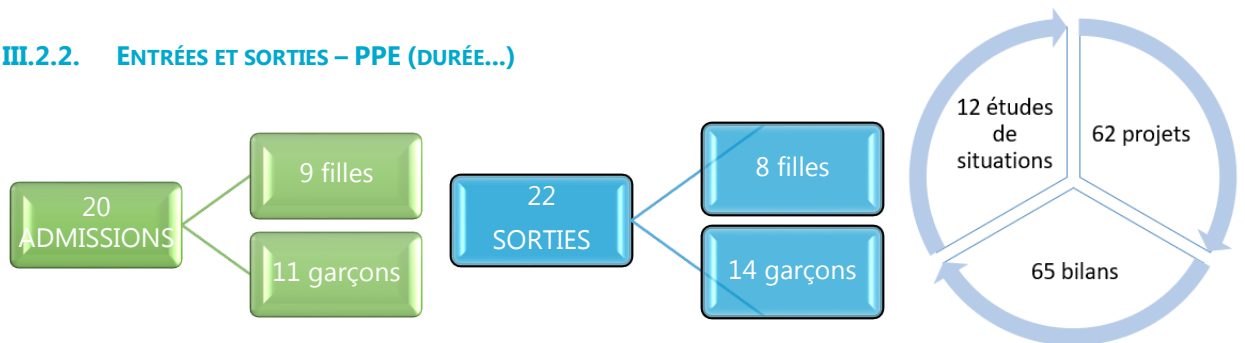 III.2.2. ENTRÉES ET SORTIES – PPE (DURÉE...)
20
ADMISSIONS
9 filles
11 garçons
22
SORTIES
8 filles
14 garçons
12 études
de
situations
62 projets
65 bilans